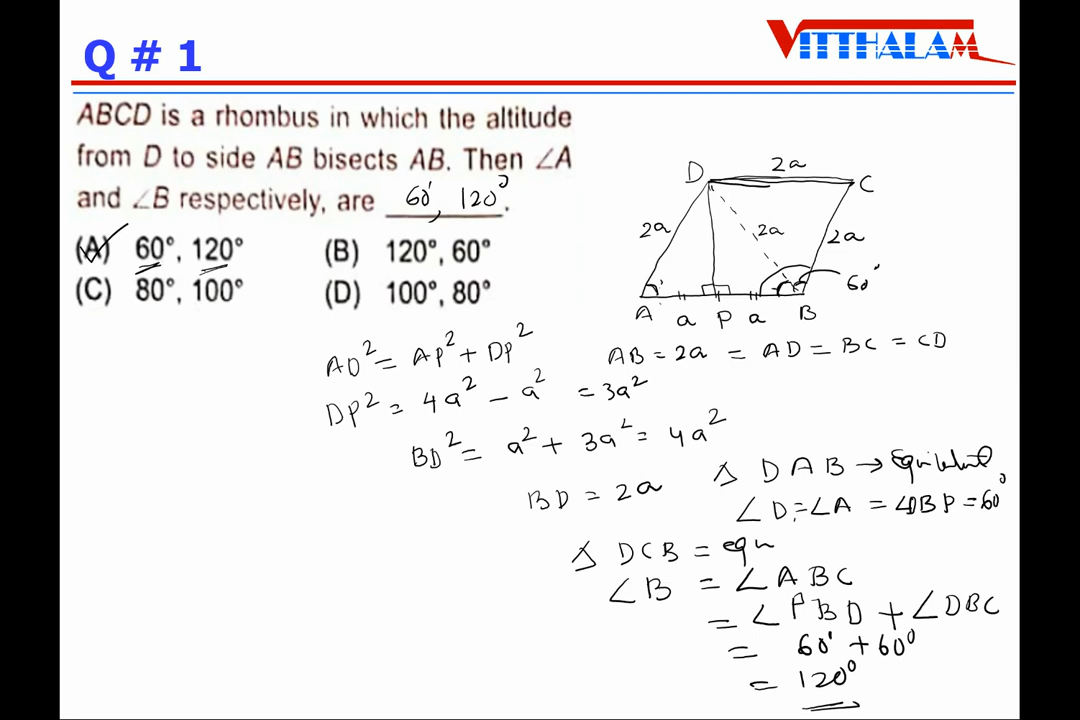 Q # 1
VITTHALAM
ABCD is a rhombus in which the altitude
from D to side AB bisects AB. Then ∠A
and ∠B respectively, are 60°, 120°.
(A) 60°, 120° (B) 120°, 60°
(C) 80°, 100° (D) 100°, 80°
D 2a C
2a 2a 2a
60°
A a P a B
AB = 2a = AD = BC = CD
AD² = AP² + DP²
DP² = 4a² - a² = 3a²
BD² = a² + 3a² = 4a²
BD = 2a
Δ DAB →
∠D = ∠A = ∠DBP = 60°
Δ DCB = equ
∠B = ∠ABC
= ∠PBD + ∠DBC
= 60° + 60°
= 120°